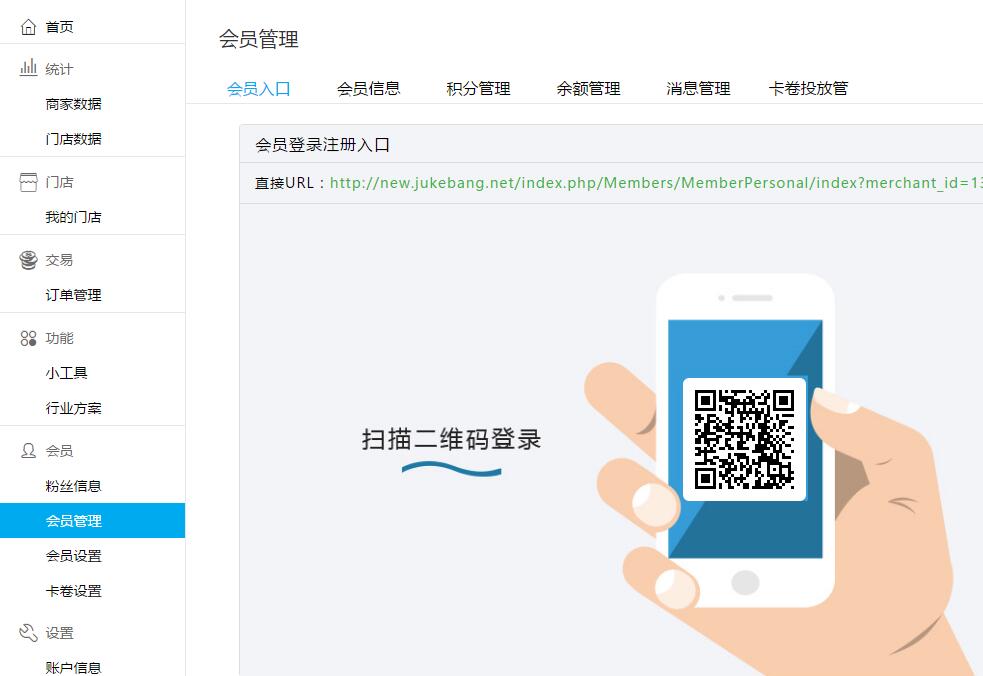 首页
统计
商家数据
门店数据
门店
我的门店
交易
订单管理
功能
小工具
行业方案
会员
粉丝信息
会员管理
会员设置
卡卷设置
设置
账户信息
会员管理
会员入口 会员信息 积分管理 余额管理 消息管理 卡卷投放管
会员登录注册入口
直接URL：http://new.jukebang.net/index.php/Members/MemberPersonal/index?merchant_id=13
扫描二维码登录